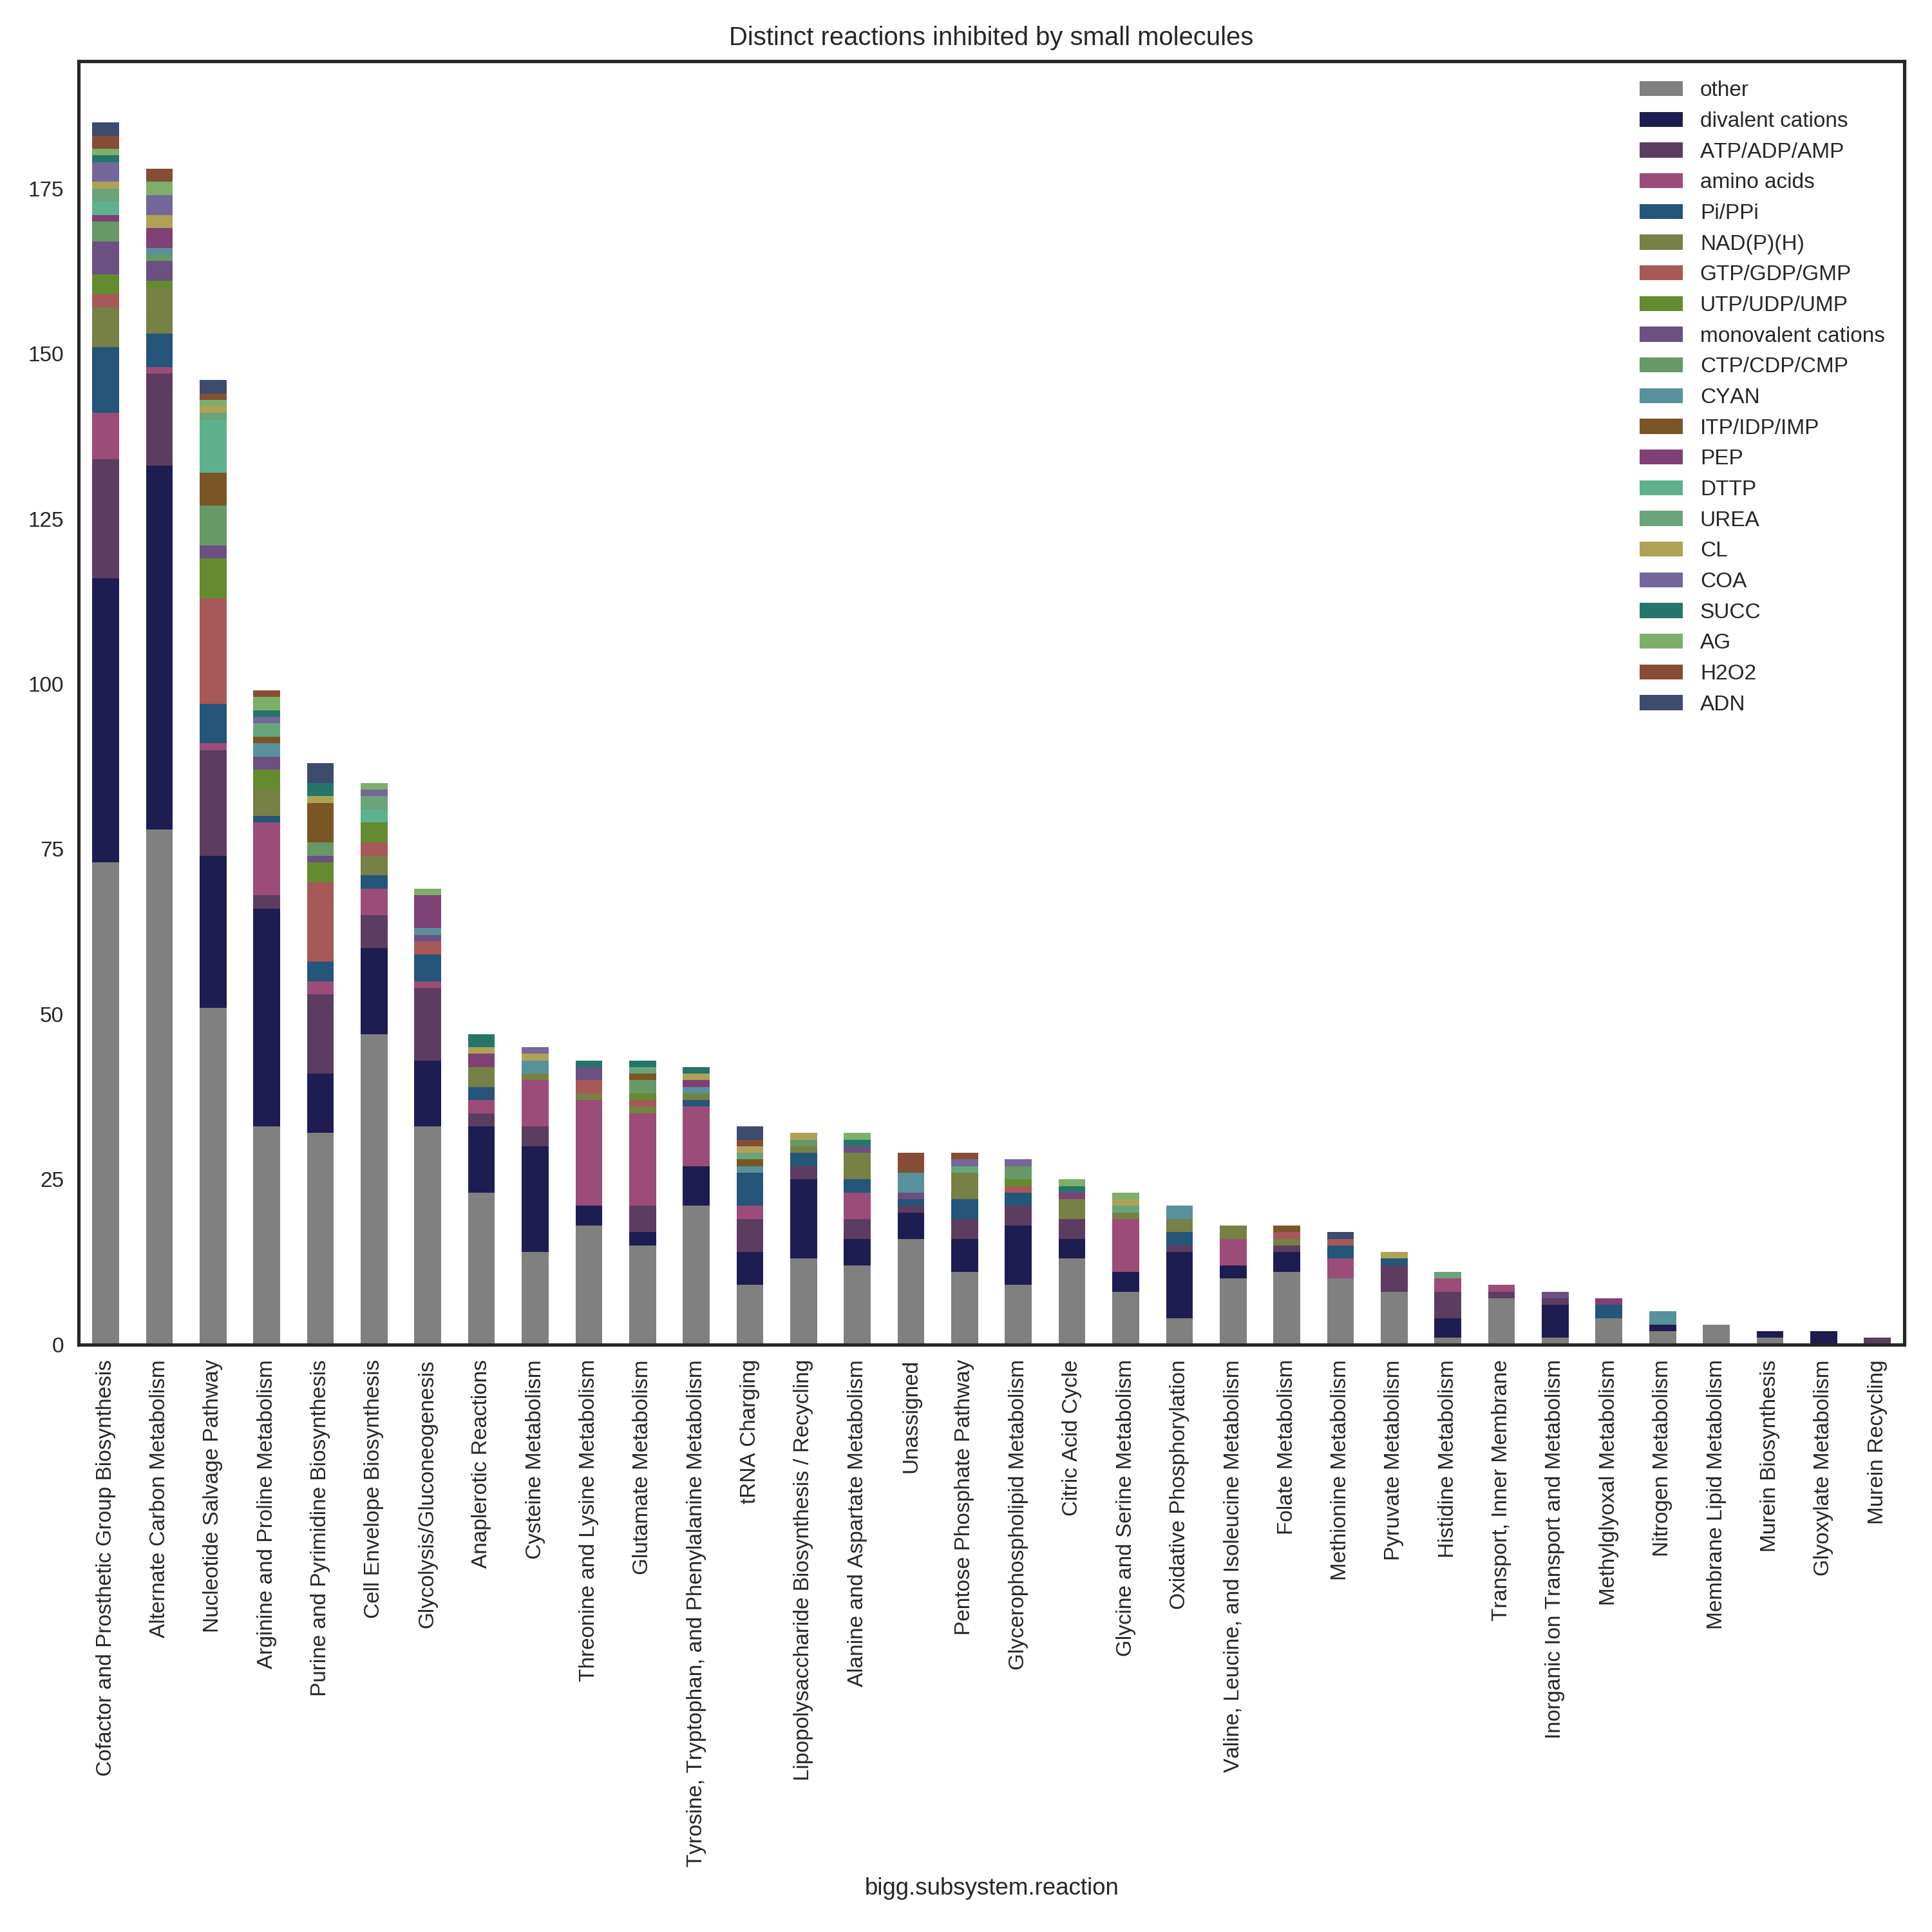 Distinct reactions inhibited by small molecules
other
divalent cations
ATP/ADP/AMP
amino acids
Pi/PPi
NAD(P)(H)
GTP/GDP/GMP
UTP/UDP/UMP
monovalent cations
CTP/CDP/CMP
CYAN
ITP/IDP/IMP
PEP
DTTP
UREA
CL
COA
SUCC
AG
H2O2
ADN
175
150
125
100
75
50
25
0
Cofactor and Prosthetic Group Biosynthesis
Alternate Carbon Metabolism
Nucleotide Salvage Pathway
Arginine and Proline Metabolism
Purine and Pyrimidine Biosynthesis
Cell Envelope Biosynthesis
Glycolysis/Gluconeogenesis
Anaplerotic Reactions
Cysteine Metabolism
Threonine and Lysine Metabolism
Glutamate Metabolism
Tyrosine, Tryptophan, and Phenylalanine Metabolism
tRNA Charging
Lipopolysaccharide Biosynthesis / Recycling
Alanine and Aspartate Metabolism
Unassigned
Pentose Phosphate Pathway
Glycerophospholipid Metabolism
Citric Acid Cycle
Glycine and Serine Metabolism
Oxidative Phosphorylation
Valine, Leucine, and Isoleucine Metabolism
Folate Metabolism
Methionine Metabolism
Pyruvate Metabolism
Histidine Metabolism
Transport, Inner Membrane
Inorganic Ion Transport and Metabolism
Methylglyoxal Metabolism
Nitrogen Metabolism
Membrane Lipid Metabolism
Murein Biosynthesis
Glyoxylate Metabolism
Murein Recycling
bigg.subsystem.reaction